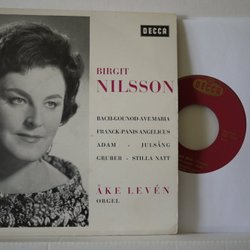 DECCA
BIRGIT
NILSSON
BACH-GOUNOD-AVE MARIA
FRANCK-PANIS ANGELICUS
ADAM - JULSÅNG
GRUBER - STILLA NATT
ÅKE LEVÉN
ORGEL
DECCA